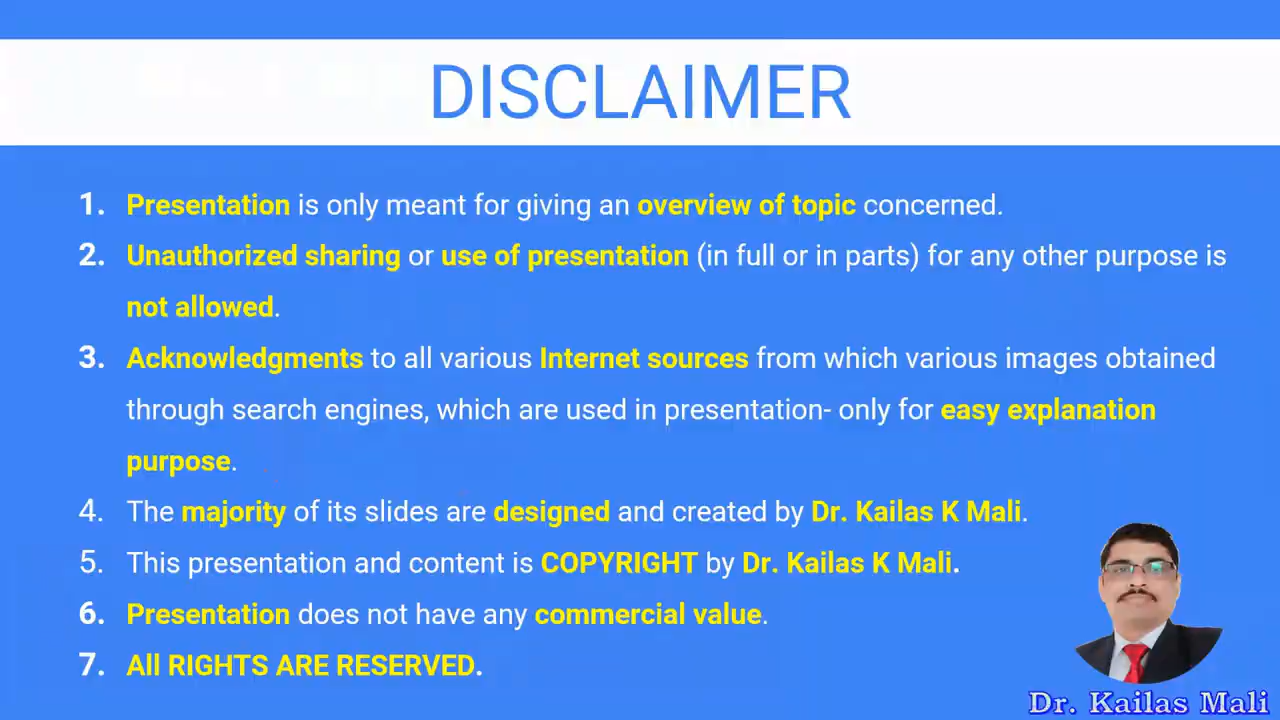 DISCLAIMER
1. Presentation is only meant for giving an overview of topic concerned.
2. Unauthorized sharing or use of presentation (in full or in parts) for any other purpose is
not allowed.
3. Acknowledgments to all various Internet sources from which various images obtained
through search engines, which are used in presentation- only for easy explanation
purpose.
4. The majority of its slides are designed and created by Dr. Kailas K Mali.
5. This presentation and content is COPYRIGHT by Dr. Kailas K Mali.
6. Presentation does not have any commercial value.
7. All RIGHTS ARE RESERVED.
Dr. Kailas Mali